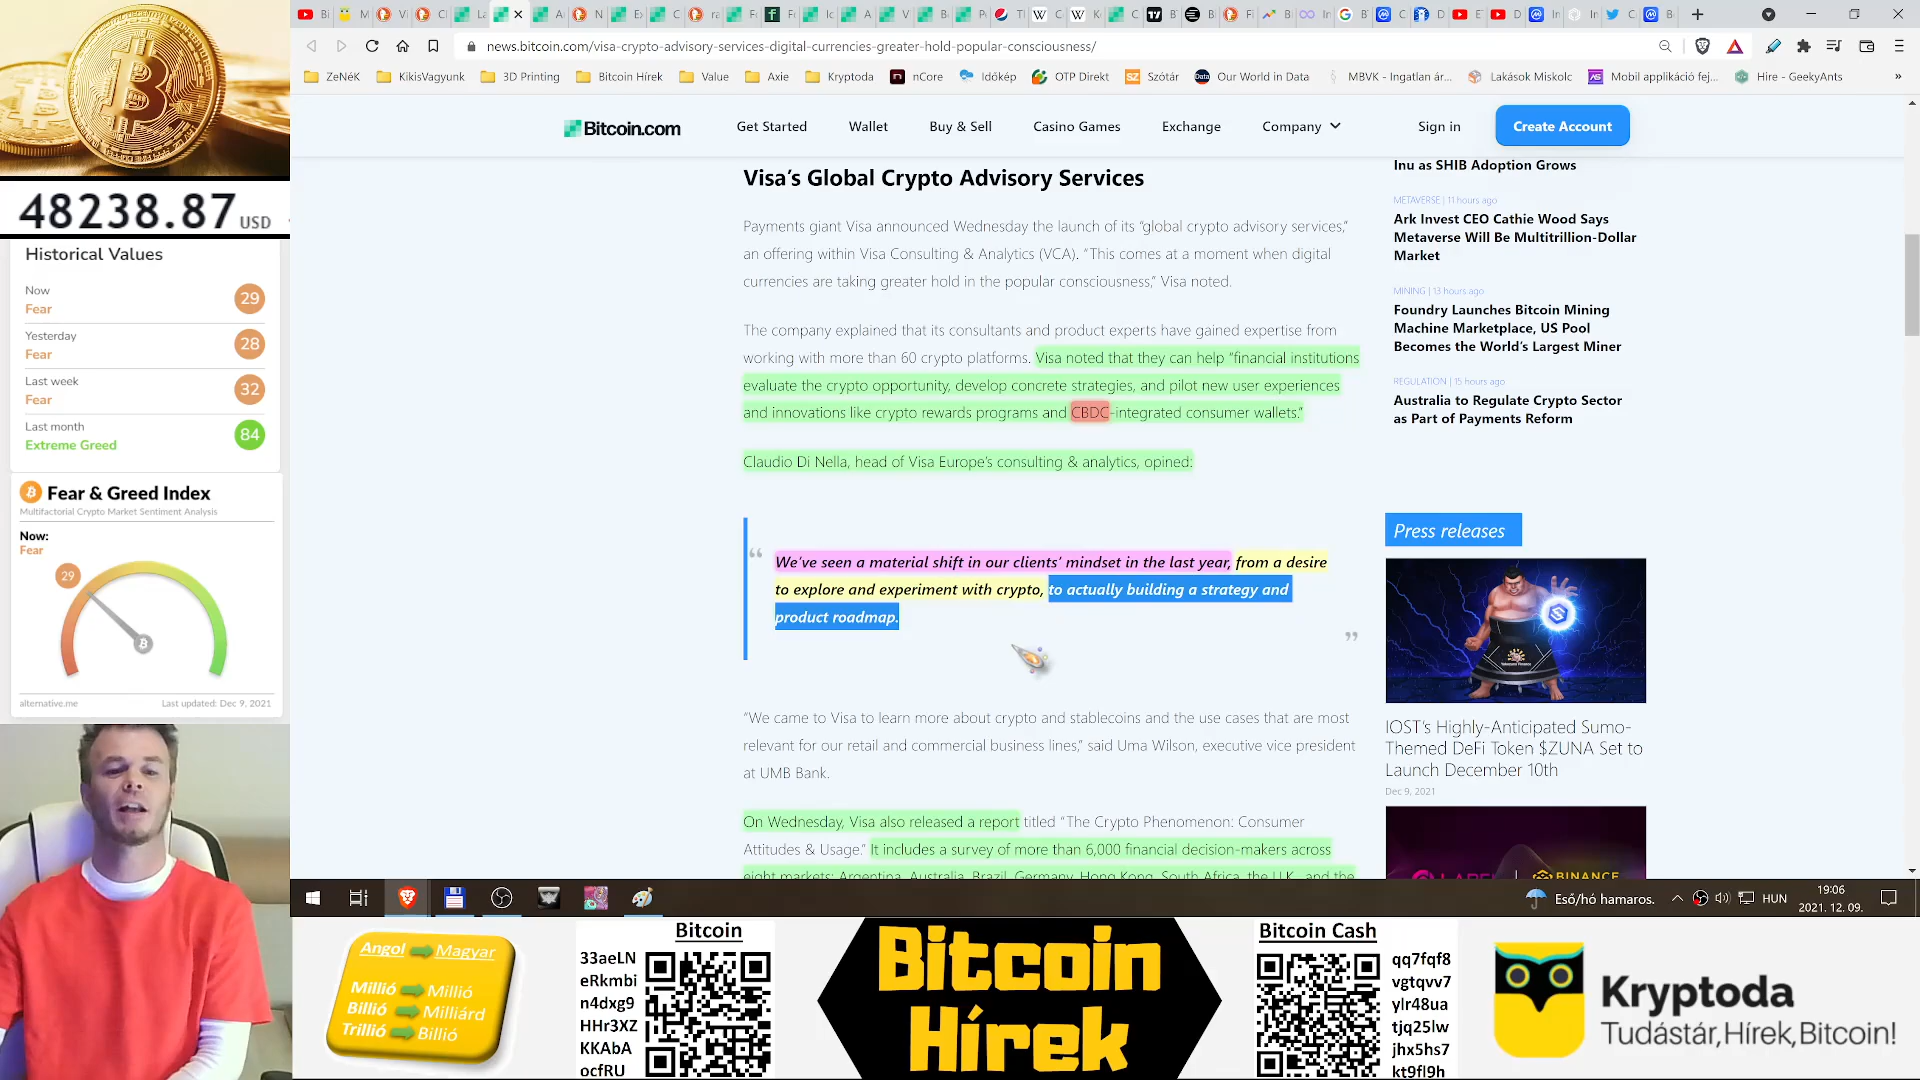 news.bitcoin.com/visa-crypto-advisory-services-digital-currencies-greater-hold-popular-consciousness/
ZeNéK
KikisVagyunk
3D Printing
Bitcoin Hírek
Value
Axie
Kryptoda
nCore
Időkép
OTP Direkt
Szótár
Our World in Data
MBVK - Ingatlan ár...
Lakások Miskolc
Mobil applikáció fej...
Hire - GeekyAnts
Bitcoin.com
Get Started
Wallet
Buy & Sell
Casino Games
Exchange
Company
Sign in
Create Account
48238.87 USD
Historical Values
Now
Fear
29
Yesterday
Fear
28
Last week
Fear
32
Last month
Extreme Greed
84
Fear & Greed Index
Multifactorial Crypto Market Sentiment Analysis
Now:
Fear
29
alternative.me
Last updated: Dec 9, 2021
Visa's Global Crypto Advisory Services
Payments giant Visa announced Wednesday the launch of its “global crypto advisory services,”
an offering within Visa Consulting & Analytics (VCA). “This comes at a moment when digital
currencies are taking greater hold in the popular consciousness,” Visa noted.
The company explained that its consultants and product experts have gained expertise from
working with more than 60 crypto platforms. Visa noted that they can help “financial institutions
evaluate the crypto opportunity, develop concrete strategies, and pilot new user experiences
and innovations like crypto rewards programs and CBDC-integrated consumer wallets.”
Claudio Di Nella, head of Visa Europe's consulting & analytics, opined:
“
We've seen a material shift in our clients' mindset in the last year, from a desire
to explore and experiment with crypto, to actually building a strategy and
product roadmap.
”
“We came to Visa to learn more about crypto and stablecoins and the use cases that are most
relevant for our retail and commercial business lines,” said Uma Wilson, executive vice president
at UMB Bank.
On Wednesday, Visa also released a report titled “The Crypto Phenomenon: Consumer
Attitudes & Usage.” It includes a survey of more than 6,000 financial decision-makers across
eight markets: Argentina, Australia, Brazil, Germany, Hong Kong, South Africa, the U.K., and the
Inu as SHIB Adoption Grows
METAVERSE | 11 hours ago
Ark Invest CEO Cathie Wood Says
Metaverse Will Be Multitrillion-Dollar
Market
MINING | 13 hours ago
Foundry Launches Bitcoin Mining
Machine Marketplace, US Pool
Becomes the World's Largest Miner
REGULATION | 15 hours ago
Australia to Regulate Crypto Sector
as Part of Payments Reform
Press releases
IOST's Highly-Anticipated Sumo-
Themed DeFi Token $ZUNA Set to
Launch December 10th
Dec 9, 2021
BINANCE
Eső/hó hamaros.
HUN
19:06
2021. 12. 09.
Angol
Magyar
Millió
Millió
Billió
Milliárd
Trillió
Billió
Bitcoin
33aeLN
eRkmbi
n4dxg9
HHr3XZ
KKAbA
ocfRU
Bitcoin
Hírek
Bitcoin Cash
qq7fqf8
vgtqvv7
ylr48ua
tjq25lw
jhx5hs7
kt9fl9h
Kryptoda
Tudástár,Hírek,Bitcoin!